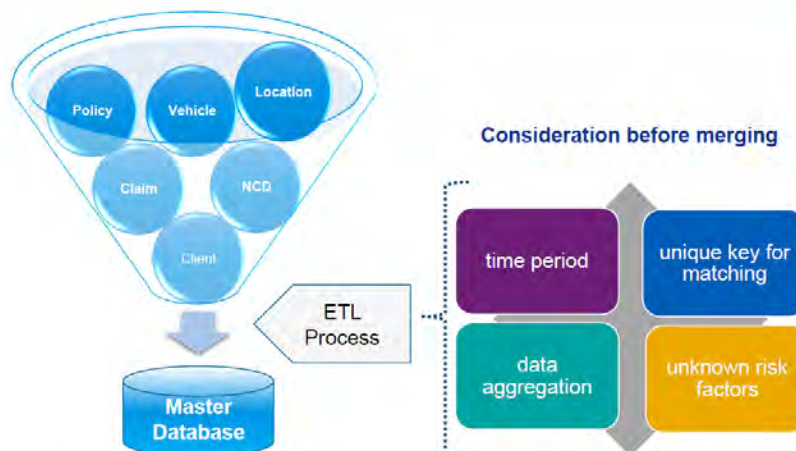 Policy
Vehicle
Location
Claim
NCD
Client
ETL
Process
Master
Database
Consideration before merging
time period
unique key for
matching
data
aggregation
unknown risk
factors